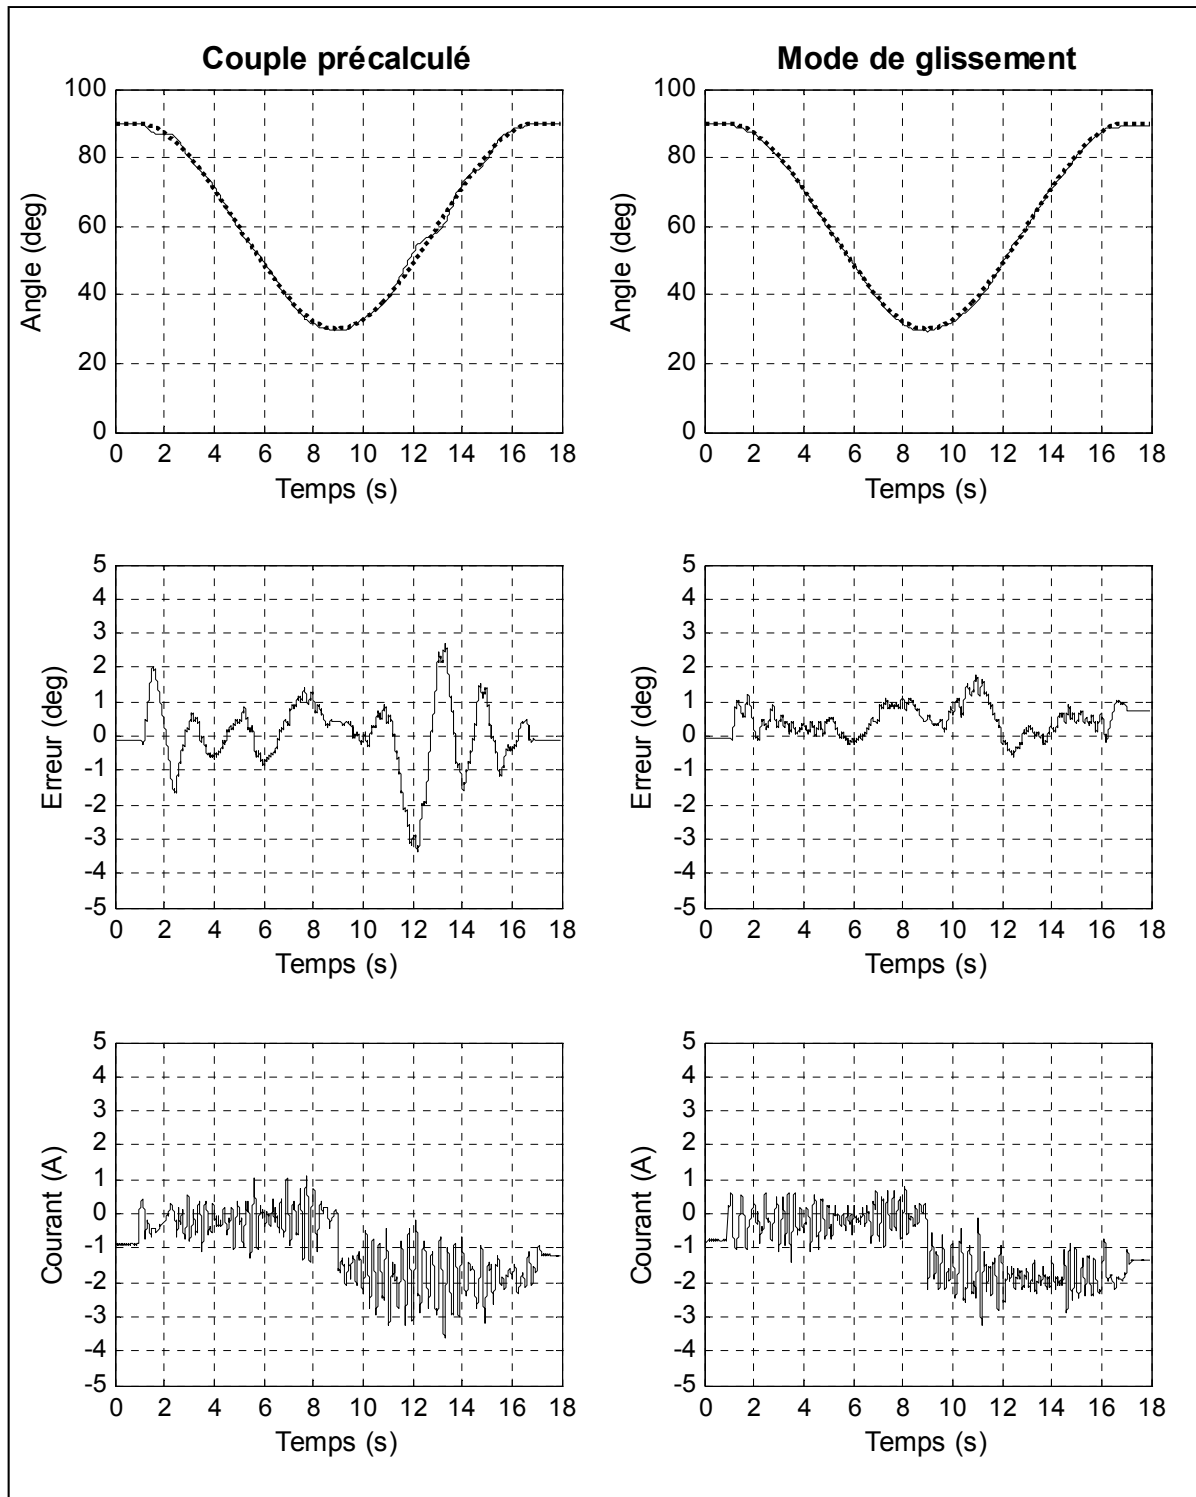 Couple précalculé
100
80
60
40
20
0
Angle (deg)
0 2 4 6 8 10 12 14 16 18
Temps (s)
Mode de glissement
100
80
60
40
20
0
Angle (deg)
0 2 4 6 8 10 12 14 16 18
Temps (s)
5
4
3
2
1
0
-1
-2
-3
-4
-5
Erreur (deg)
0 2 4 6 8 10 12 14 16 18
Temps (s)
5
4
3
2
1
0
-1
-2
-3
-4
-5
Erreur (deg)
0 2 4 6 8 10 12 14 16 18
Temps (s)
5
4
3
2
1
0
-1
-2
-3
-4
-5
Courant (A)
0 2 4 6 8 10 12 14 16 18
Temps (s)
5
4
3
2
1
0
-1
-2
-3
-4
-5
Courant (A)
0 2 4 6 8 10 12 14 16 18
Temps (s)